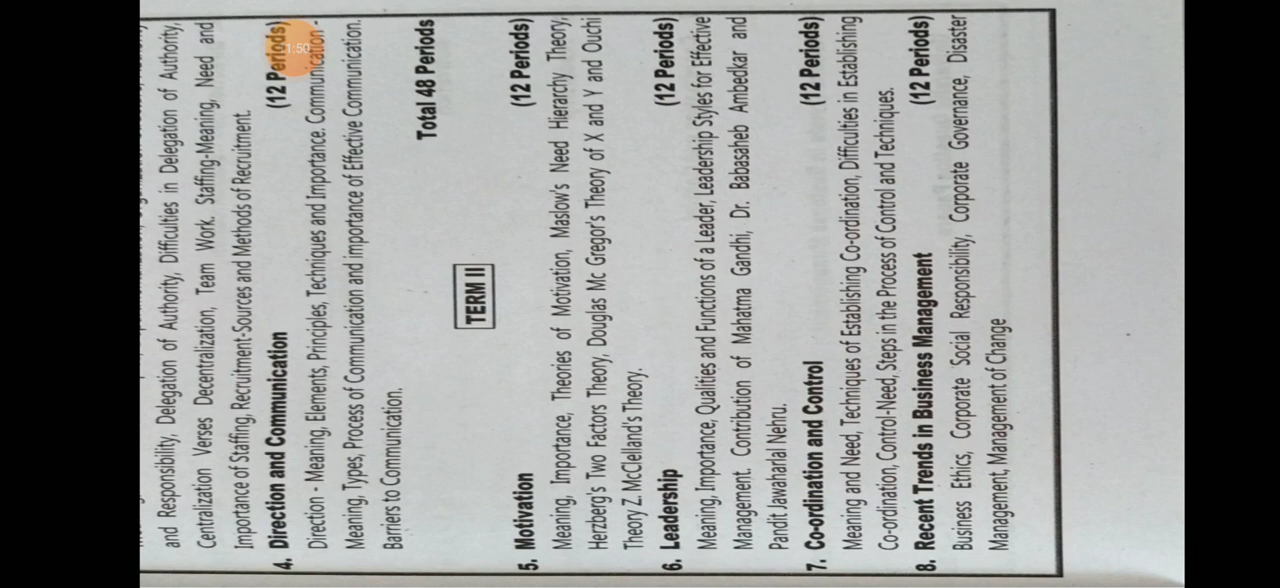 and Responsibility, Delegation of Authority, Difficulties in Delegation of Authority,
Centralization Verses Decentralization, Team Work. Staffing-Meaning, Need and
Importance of Staffing, Recruitment-Sources and Methods of Recruitment.
4. Direction and Communication (12 Periods)
Direction - Meaning, Elements, Principles, Techniques and Importance. Communication -
Meaning, Types, Process of Communication and importance of Effective Communication.
Barriers to Communication.
Total 48 Periods
TERM II
5. Motivation (12 Periods)
Meaning, Importance, Theories of Motivation, Maslow's Need Hierarchy Theory,
Herzberg's Two Factors Theory, Douglas Mc Gregor's Theory of X and Y and Ouchi
Theory Z. McClelland's Theory.
6. Leadership (12 Periods)
Meaning, Importance, Qualities and Functions of a Leader, Leadership Styles for Effective
Management. Contribution of Mahatma Gandhi, Dr. Babasaheb Ambedkar and
Pandit Jawaharlal Nehru.
7. Co-ordination and Control (12 Periods)
Meaning and Need, Techniques of Establishing Co-ordination, Difficulties in Establishing
Co-ordination, Control-Need, Steps in the Process of Control and Techniques.
8. Recent Trends in Business Management (12 Periods)
Business Ethics, Corporate Social Responsibility, Corporate Governance, Disaster
Management, Management of Change
1:50